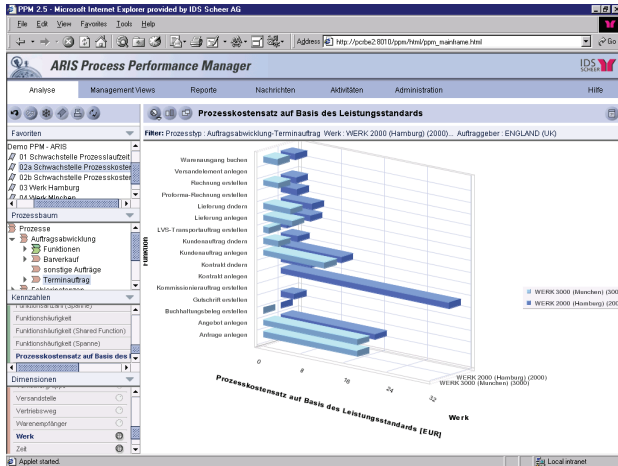 PPM 2.5 - Microsoft Internet Explorer provided by IDS Scheer AG
File Edit View Favorites Tools Help
Address http://pcrbe2:8010/ppm/html/ppm_mainframe.html Go
ARIS Process Performance Manager
IDS SCHEER
Analyse Management Views Reporte Nachrichten Aktivitäten Administration Hilfe
Prozesskostensatz auf Basis des Leistungsstandards
Favoriten
Filter: Prozesstyp : Auftragsabwicklung-Terminauftrag Werk : WERK 2000 (Hamburg) (2000)... Auftraggeber : ENGLAND (UK)
Demo PPM - ARIS
01 Schwachstelle Prozesslaufzeit
02a Schwachstelle Prozesskosten
02b Schwachstelle Prozesskosten
03 Werk Hamburg
04 Werk München
Prozessbaum
Prozesse
Auftragsabwicklung
Funktionen
Barverkauf
sonstige Aufträge
Terminauftrag
Kennzahlen
Funktionsanzahl (Spanne)
Funktionshäufigkeit
Funktionshäufigkeit (Shared Function)
Funktionshäufigkeit (Spanne)
Prozesskostensatz auf Basis des
Dimensionen
Versandstelle
Vertriebsweg
Warenempfänger
Werk
Zeit
Funktion
Warenausgang buchen
Versandelement anlegen
Rechnung erstellen
Proforma-Rechnung erstellen
Lieferung ändern
Lieferung anlegen
LVS-Transportauftrag erstellen
Kundenauftrag ändern
Kundenauftrag anlegen
Kontrakt ändern
Kontrakt anlegen
Kommissionierauftrag erstellen
Gutschrift erstellen
Buchhaltungsbeleg erstellen
Angebot anlegen
Anfrage anlegen
0 8 16 24 32
Prozesskostensatz auf Basis des Leistungsstandards [EUR]
WERK 2000 (Hamburg) (2000)
WERK 3000 (Munchen) (3000)
Werk
WERK 3000 (Munchen) (300
WERK 2000 (Hamburg) (200
Applet started. Local intranet